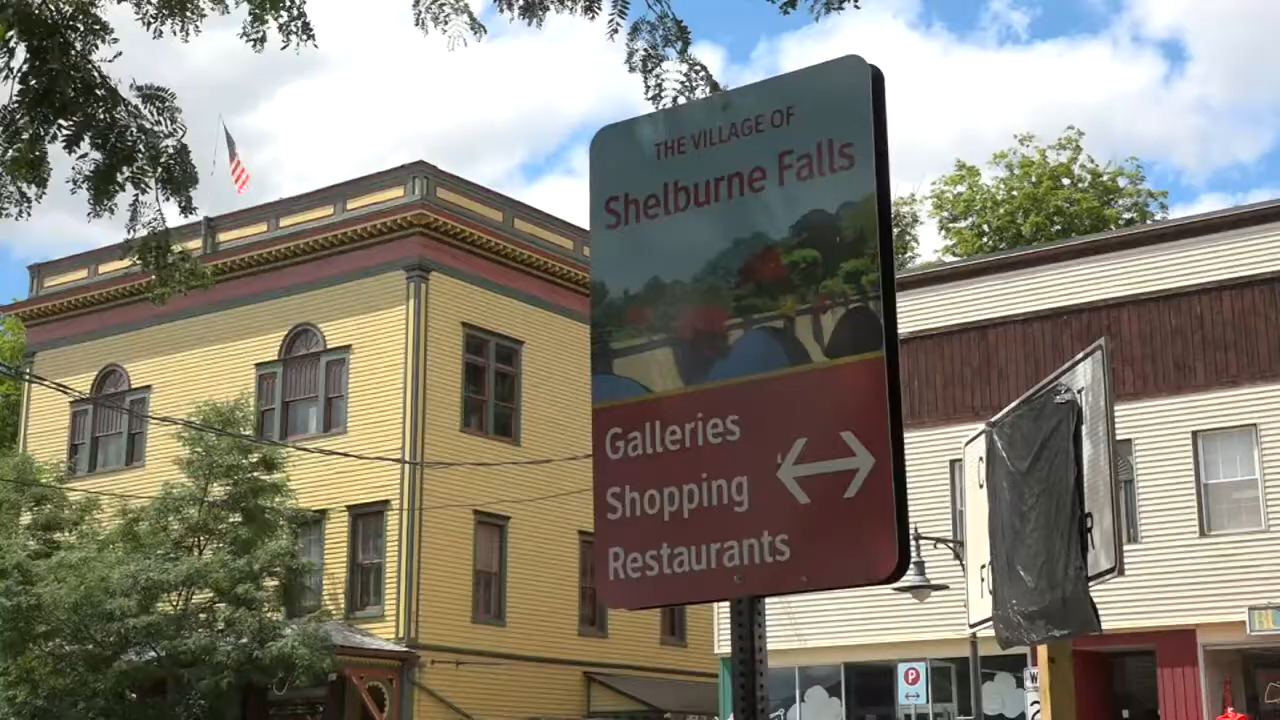 THE VILLAGE OF
Shelburne Falls
Galleries
Shopping
Restaurants
P